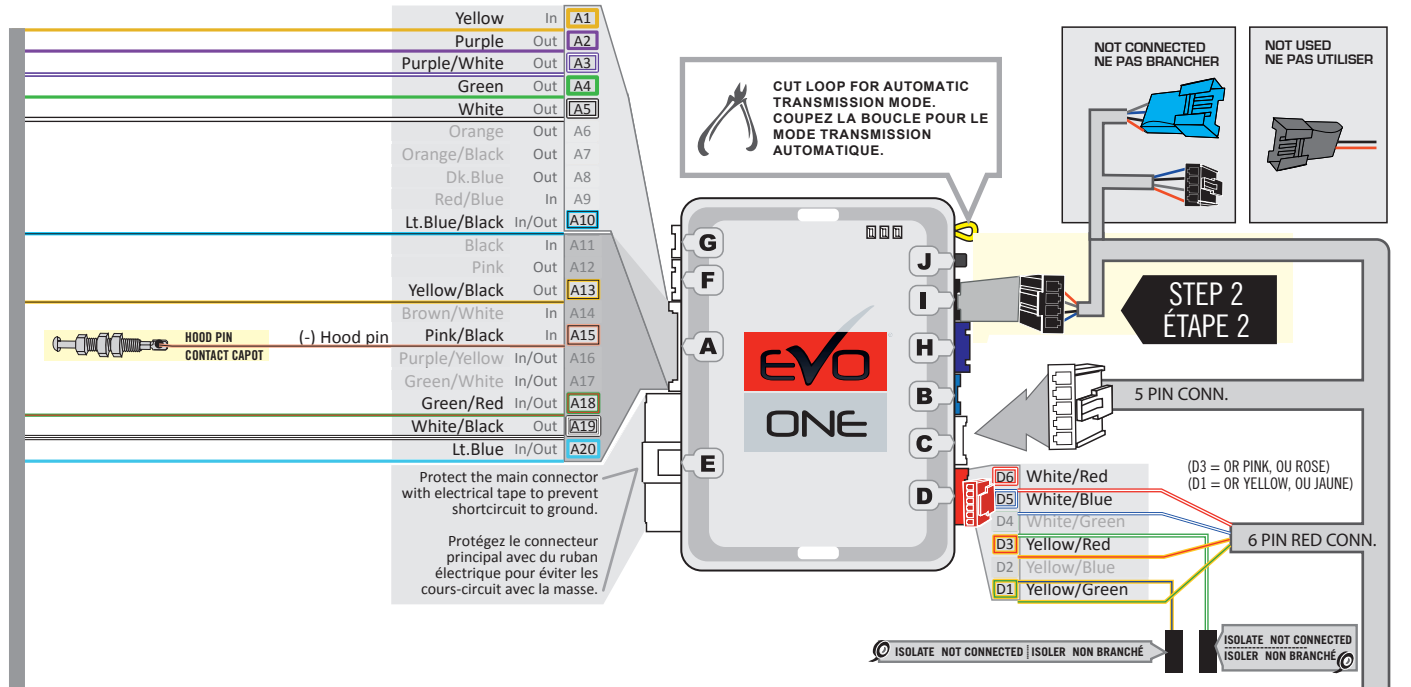 Yellow In A1
Purple Out A2
Purple/White Out A3
Green Out A4
White Out A5
Orange Out A6
Orange/Black Out A7
Dk.Blue Out A8
Red/Blue In A9
Lt.Blue/Black In/Out A10
Black In A11
Pink Out A12
Yellow/Black Out A13
Brown/White In A14
HOOD PIN
CONTACT CAPOT
(-) Hood pin Pink/Black In A15
Purple/Yellow In/Out A16
Green/White In/Out A17
Green/Red In/Out A18
White/Black Out A19
Lt.Blue In/Out A20
Protect the main connector
with electrical tape to prevent
shortcircuit to ground.
Protégez le connecteur
principal avec du ruban
électrique pour éviter les
cours-circuit avec la masse.
CUT LOOP FOR AUTOMATIC
TRANSMISSION MODE.
COUPEZ LA BOUCLE POUR LE
MODE TRANSMISSION
AUTOMATIQUE.
G
F
A
E
EVO
ONE
J
I
H
B
C
D
NOT CONNECTED
NE PAS BRANCHER
NOT USED
NE PAS UTILISER
STEP 2
ÉTAPE 2
5 PIN CONN.
(D3 = OR PINK, OU ROSE)
(D1 = OR YELLOW, OU JAUNE)
D6 White/Red
D5 White/Blue
D4 White/Green
D3 Yellow/Red
D2 Yellow/Blue
D1 Yellow/Green
6 PIN RED CONN.
ISOLATE NOT CONNECTED ISOLER NON BRANCHÉ
ISOLATE NOT CONNECTED
ISOLER NON BRANCHÉ